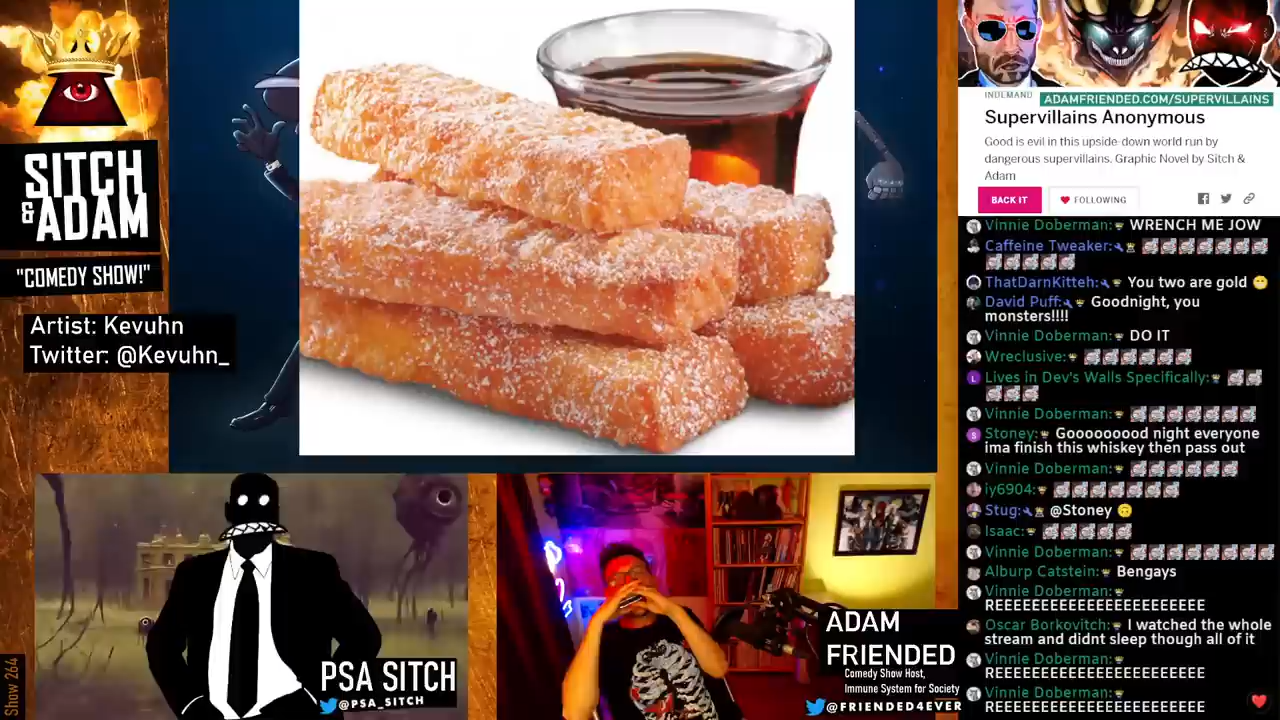 SITCH
& ADAM
"COMEDY SHOW!"
Artist: Kevuhn
Twitter: @Kevuhn_
Show 264
PSA SITCH
@PSA_SITCH
ADAM
FRIENDED
Comedy Show Host,
Immune System for Society
@FRIENDED4EVER
INDEMAND
ADAMFRIENDED.COM/SUPERVILLAINS
Supervillains Anonymous
Good is evil in this upside-down world run by
dangerous supervillains. Graphic Novel by Sitch &
Adam
BACK IT
FOLLOWING
Vinnie Doberman: WRENCH ME JOW
Caffeine Tweaker:
ThatDarnKitteh: You two are gold 😁
David Puff: Goodnight, you
monsters!!!!
Vinnie Doberman: DO IT
Wreclusive:
Lives in Dev's Walls Specifically:
Vinnie Doberman:
Stoney: Goooooood night everyone
ima finish this whiskey then pass out
Vinnie Doberman:
iy6904:
Stug: @Stoney 🙃
Isaac:
Vinnie Doberman:
Alburp Catstein: Bengays
Vinnie Doberman:
REEEEEEEEEEEEEEEEEEEEEEEE
Oscar Borkovitch: I watched the whole
stream and didnt sleep though all of it
Vinnie Doberman:
REEEEEEEEEEEEEEEEEEEEEEEE
Vinnie Doberman:
REEEEEEEEEEEEEEEEEEEEEEEE